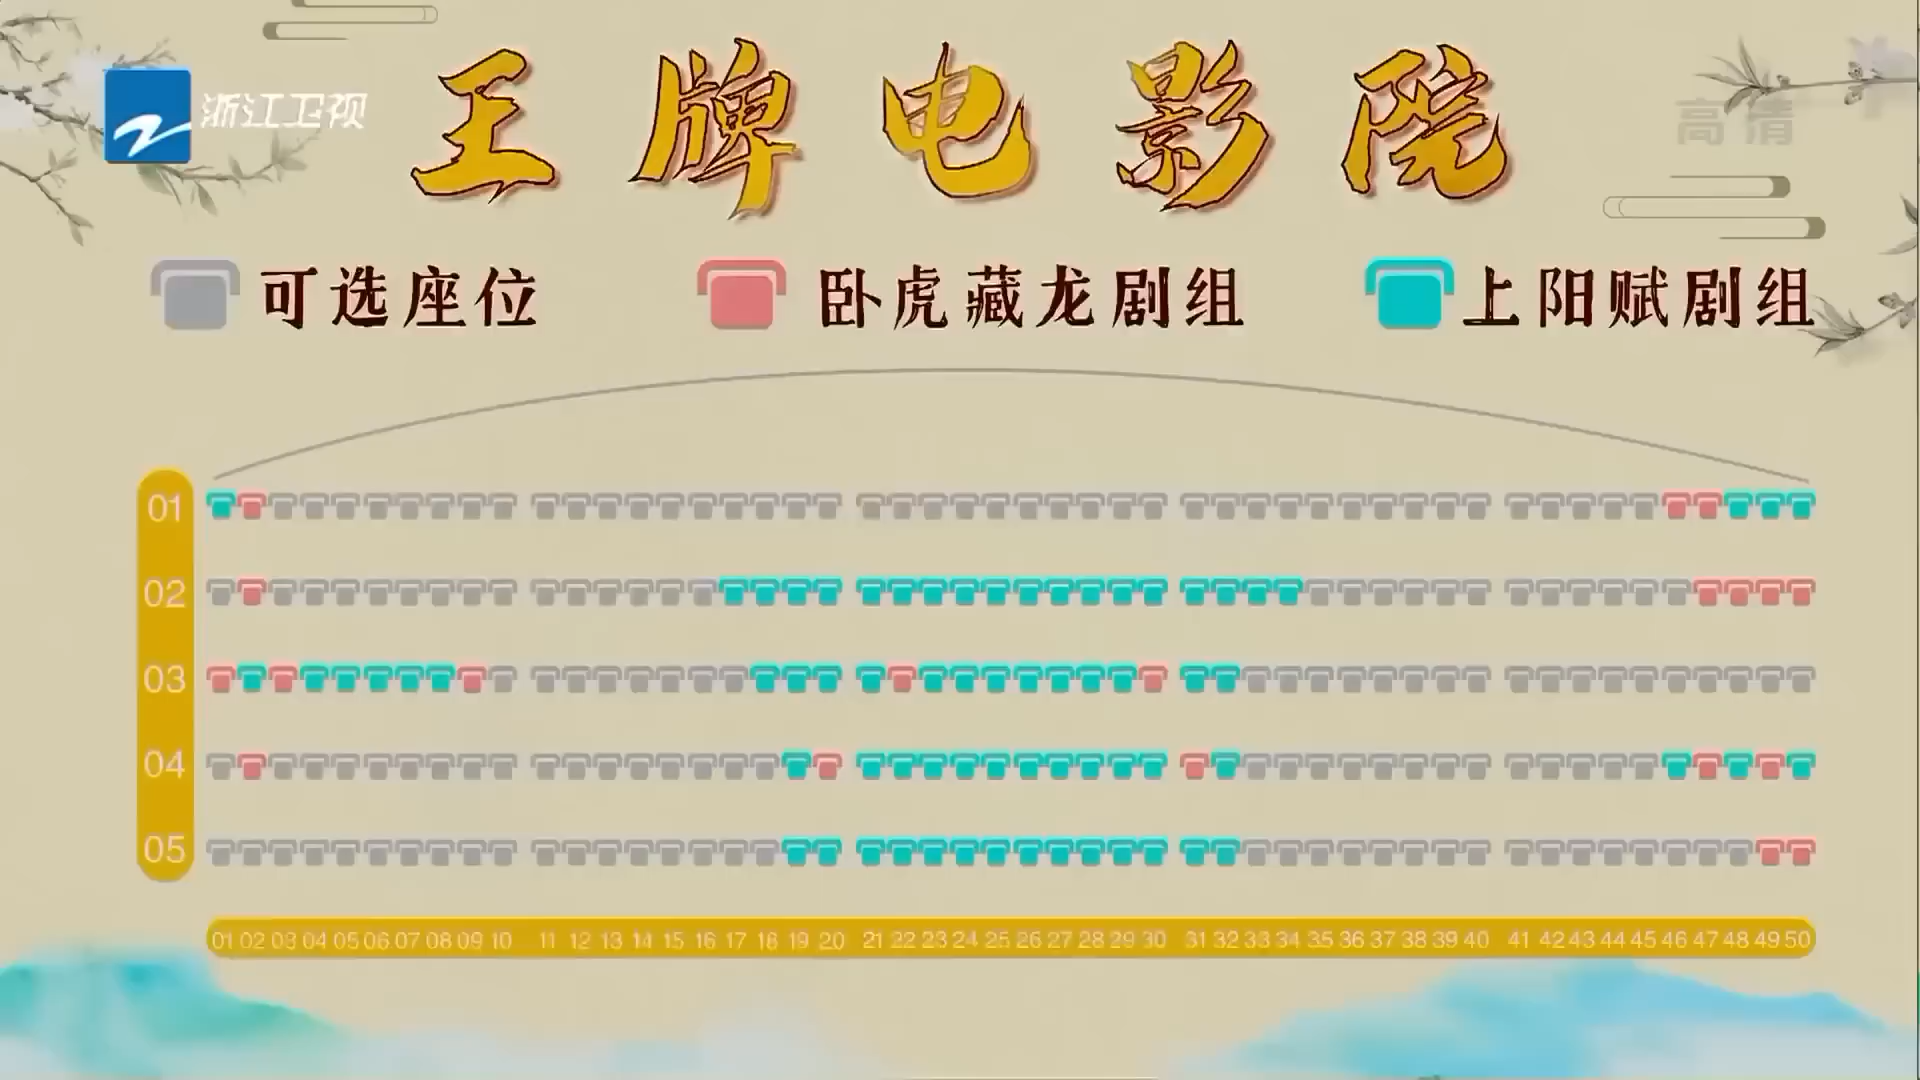 王牌电影院
浙江卫视
高清
可选座位 卧虎藏龙剧组 上阳赋剧组
01
02
03
04
05
01 02 03 04 05 06 07 08 09 10 11 12 13 14 15 16 17 18 19 20 21 22 23 24 25 26 27 28 29 30 31 32 33 34 35 36 37 38 39 40 41 42 43 44 45 46 47 48 49 50